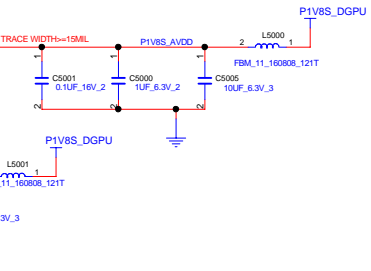 P1V8S_DGPU
TRACE WIDTH>=15MIL
P1V8S_AVDD
L5000
2
1
FBM_11_160808_121T
1
1
1
C5001
C5000
C5005
0.1UF_16V_2
1UF_6.3V_2
10UF_6.3V_3
2
2
2
P1V8S_DGPU
L5001
1
_11_160808_121T
3V_3